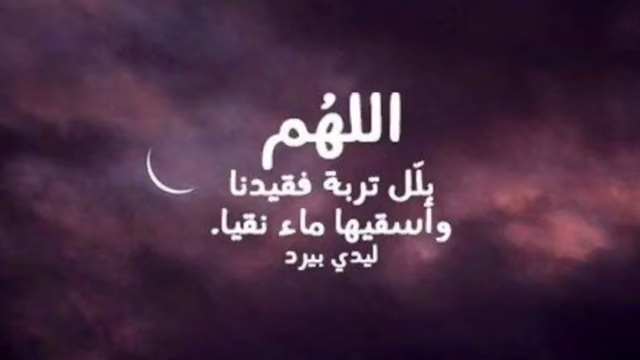 اللهُم
بلّل تربة فقيدنا
وأسقيها ماء نقيا.
ليدي بيرد